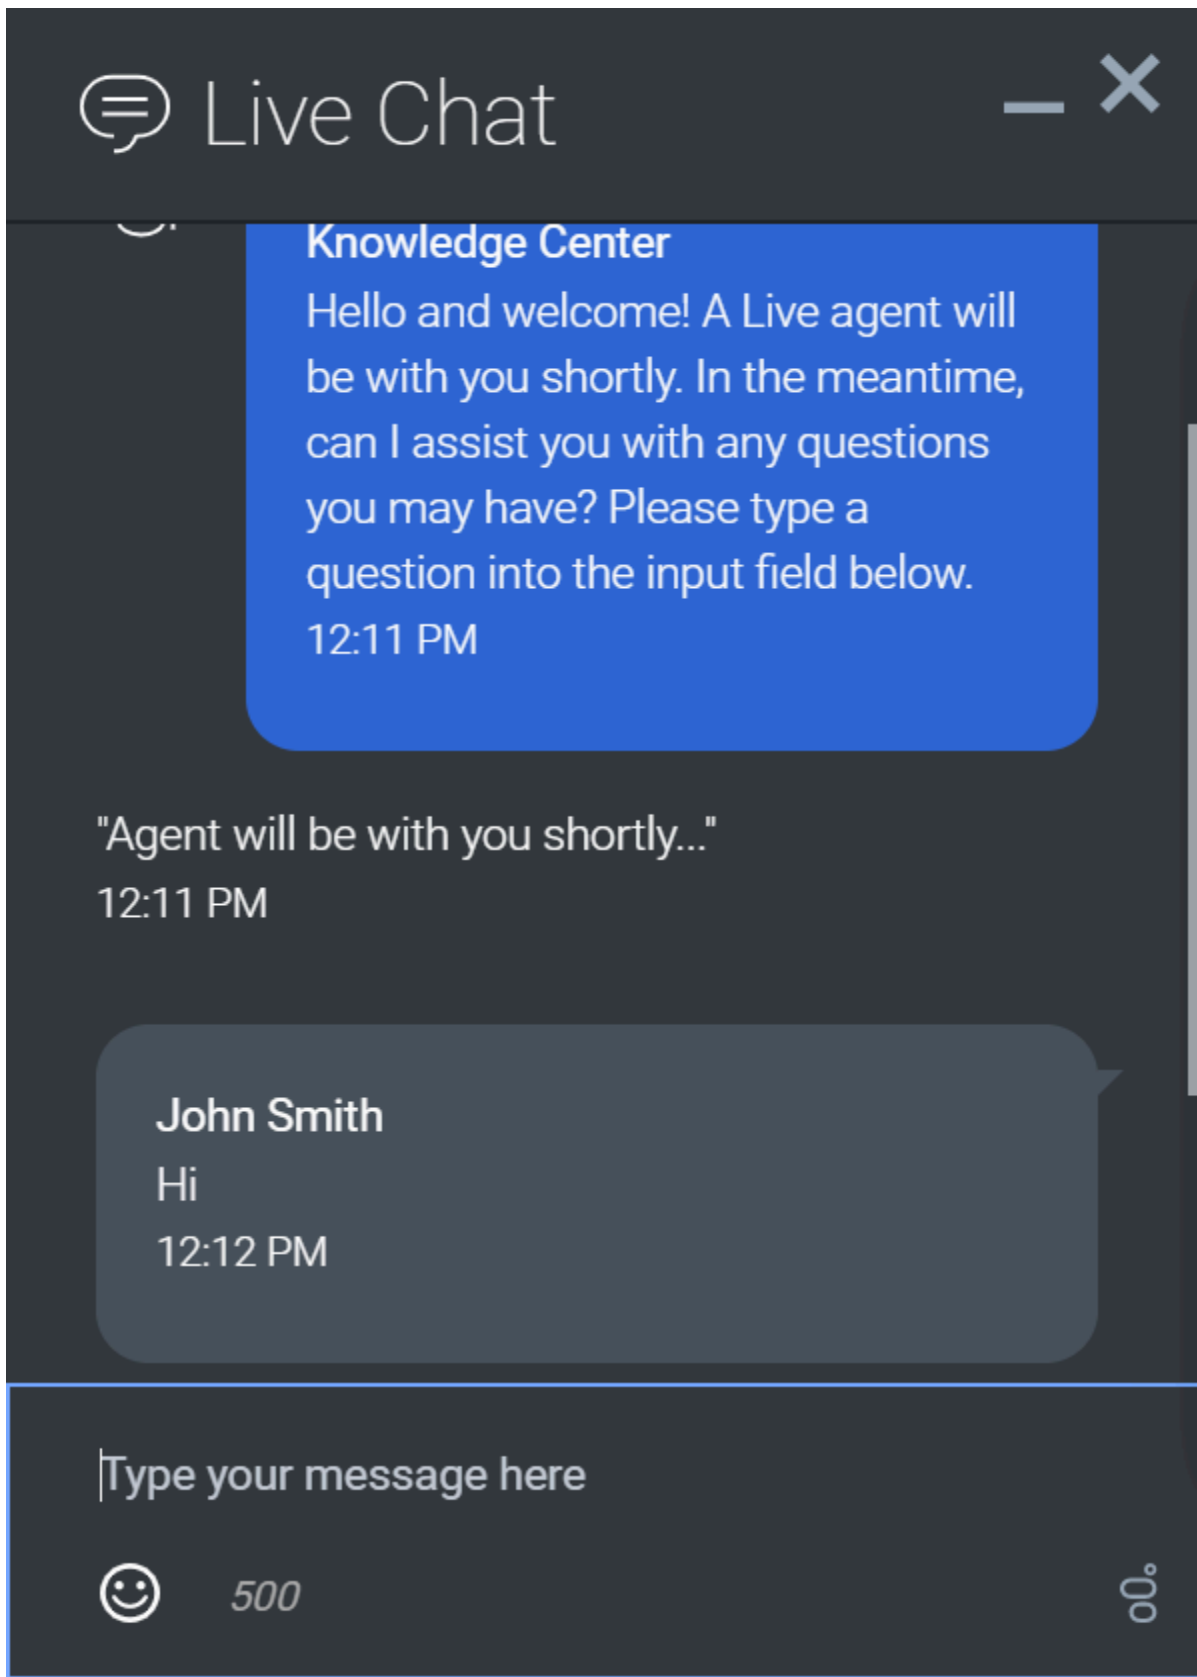 Live Chat
Knowledge Center
Hello and welcome! A Live agent will
be with you shortly. In the meantime,
can I assist you with any questions
you may have? Please type a
question into the input field below.
12:11 PM
"Agent will be with you shortly..."
12:11 PM
John Smith
Hi
12:12 PM
Type your message here
500